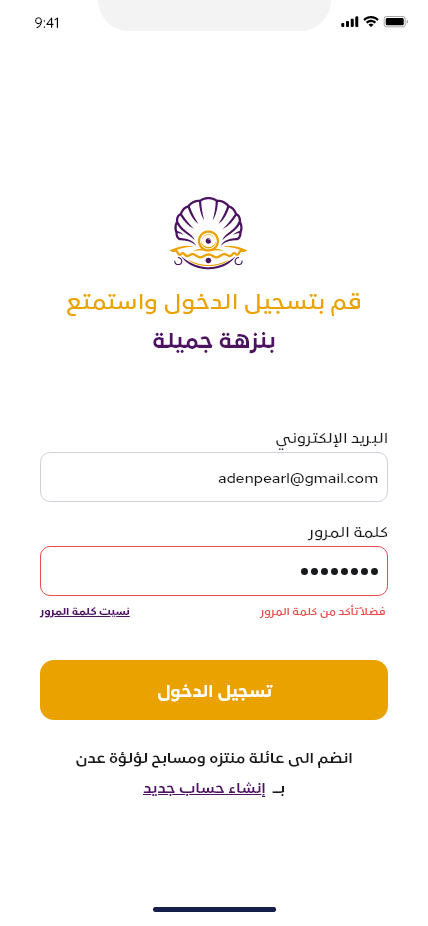 9:41
قم بتسجيل الدخول واستمتع
بنزهة جميلة
البريد الإلكتروني
adenpearl@gmail.com
كلمة المرور
●●●●●●●●
فضلاً تأكد من كلمة المرور
نسيت كلمة المرور
تسجيل الدخول
انضم الى عائلة منتزه ومسابح لؤلؤة عدن
بـ إنشاء حساب جديد